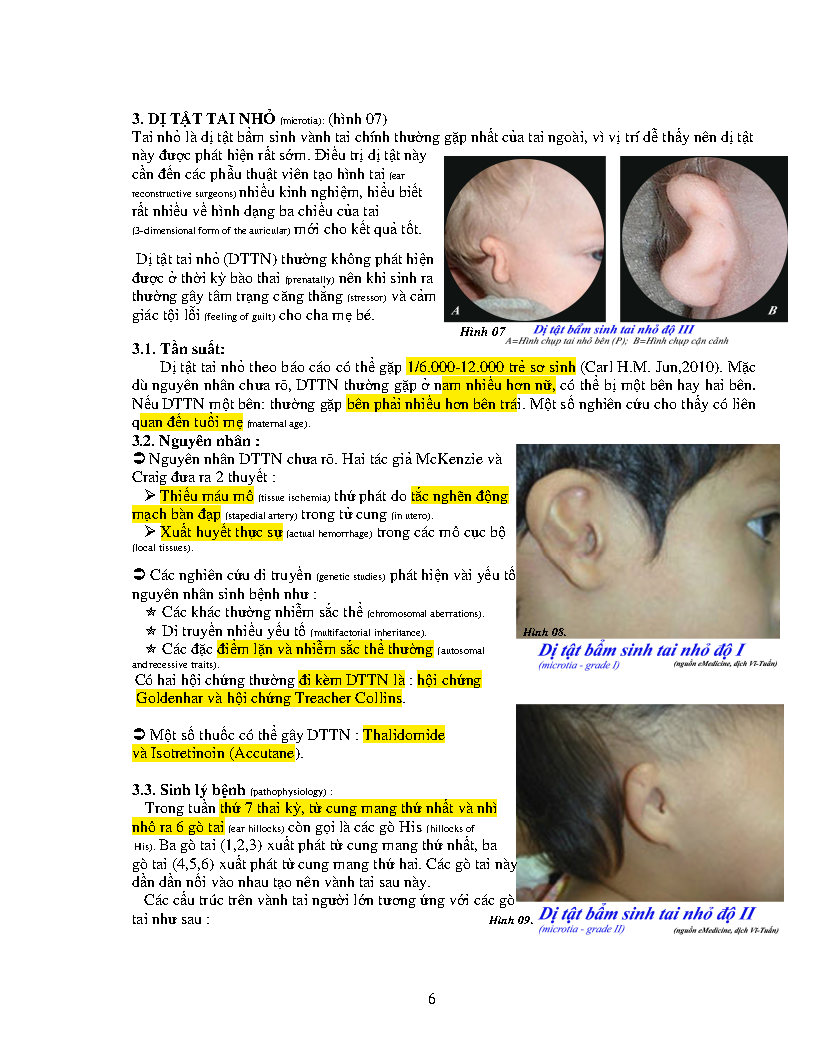 3. DỊ TẬT TAI NHỎ (microtia): (hình 07)
Tai nhỏ là dị tật bẩm sinh vành tai chính thường gặp nhất của tai ngoài, vì vị trí dễ thấy nên dị tật
này được phát hiện rất sớm. Điều trị dị tật này
cần đến các phẫu thuật viên tạo hình tai (ear
reconstructive surgeons) nhiều kinh nghiệm, hiểu biết
rất nhiều về hình dạng ba chiều của tai
(3-dimensional form of the auricular) mới cho kết quả tốt.
Dị tật tai nhỏ (DTTN) thường không phát hiện
được ở thời kỳ bào thai (prenatally) nên khi sinh ra
thường gây tâm trạng căng thẳng (stressor) và cảm
giác tội lỗi (feeling of guilt) cho cha mẹ bé.
A
B
Hình 07
Dị tật bẩm sinh tai nhỏ độ III
A=Hình chụp tai nhỏ bên (P); B=Hình chụp cận cảnh
3.1. Tần suất:
Dị tật tai nhỏ theo báo cáo có thể gặp 1/6.000-12.000 trẻ sơ sinh (Carl H.M. Jun,2010). Mặc
dù nguyên nhân chưa rõ, DTTN thường gặp ở nam nhiều hơn nữ, có thể bị một bên hay hai bên.
Nếu DTTN một bên: thường gặp bên phải nhiều hơn bên trái. Một số nghiên cứu cho thấy có liên
quan đến tuổi mẹ (maternal age).
3.2. Nguyên nhân :
➲ Nguyên nhân DTTN chưa rõ. Hai tác giả McKenzie và
Craig đưa ra 2 thuyết :
➢ Thiếu máu mô (tissue ischemia) thứ phát do tắc nghẽn động
mạch bàn đạp (stapedial artery) trong tử cung (in utero).
➢ Xuất huyết thực sự (actual hemorrhage) trong các mô cục bộ
(local tissues).
➲ Các nghiên cứu di truyền (genetic studies) phát hiện vài yếu tố
nguyên nhân sinh bệnh như :
✯ Các khác thường nhiễm sắc thể (chromosomal aberrations).
✯ Di truyền nhiều yếu tố (multifactorial inheritance).
✯ Các đặc điểm lặn và nhiễm sắc thể thường (autosomal
andrecessive traits).
Có hai hội chứng thường đi kèm DTTN là : hội chứng
Goldenhar và hội chứng Treacher Collins.
➲ Một số thuốc có thể gây DTTN : Thalidomide
và Isotretinoin (Accutane).
Hình 08.
Dị tật bẩm sinh tai nhỏ độ I
(microtia - grade I) (nguồn eMedicine, dịch Vi-Tuấn)
3.3. Sinh lý bệnh (pathophysiology) :
Trong tuần thứ 7 thai kỳ, từ cung mang thứ nhất và nhì
nhô ra 6 gò tai (ear hillocks) còn gọi là các gò His (hillocks of
His). Ba gò tai (1,2,3) xuất phát từ cung mang thứ nhất, ba
gò tai (4,5,6) xuất phát từ cung mang thứ hai. Các gò tai này
dần dần nối vào nhau tạo nên vành tai sau này.
Các cấu trúc trên vành tai người lớn tương ứng với các gò
tai như sau :
Hình 09.
Dị tật bẩm sinh tai nhỏ độ II
(microtia - grade II) (nguồn eMedicine, dịch Vi-Tuấn)
6